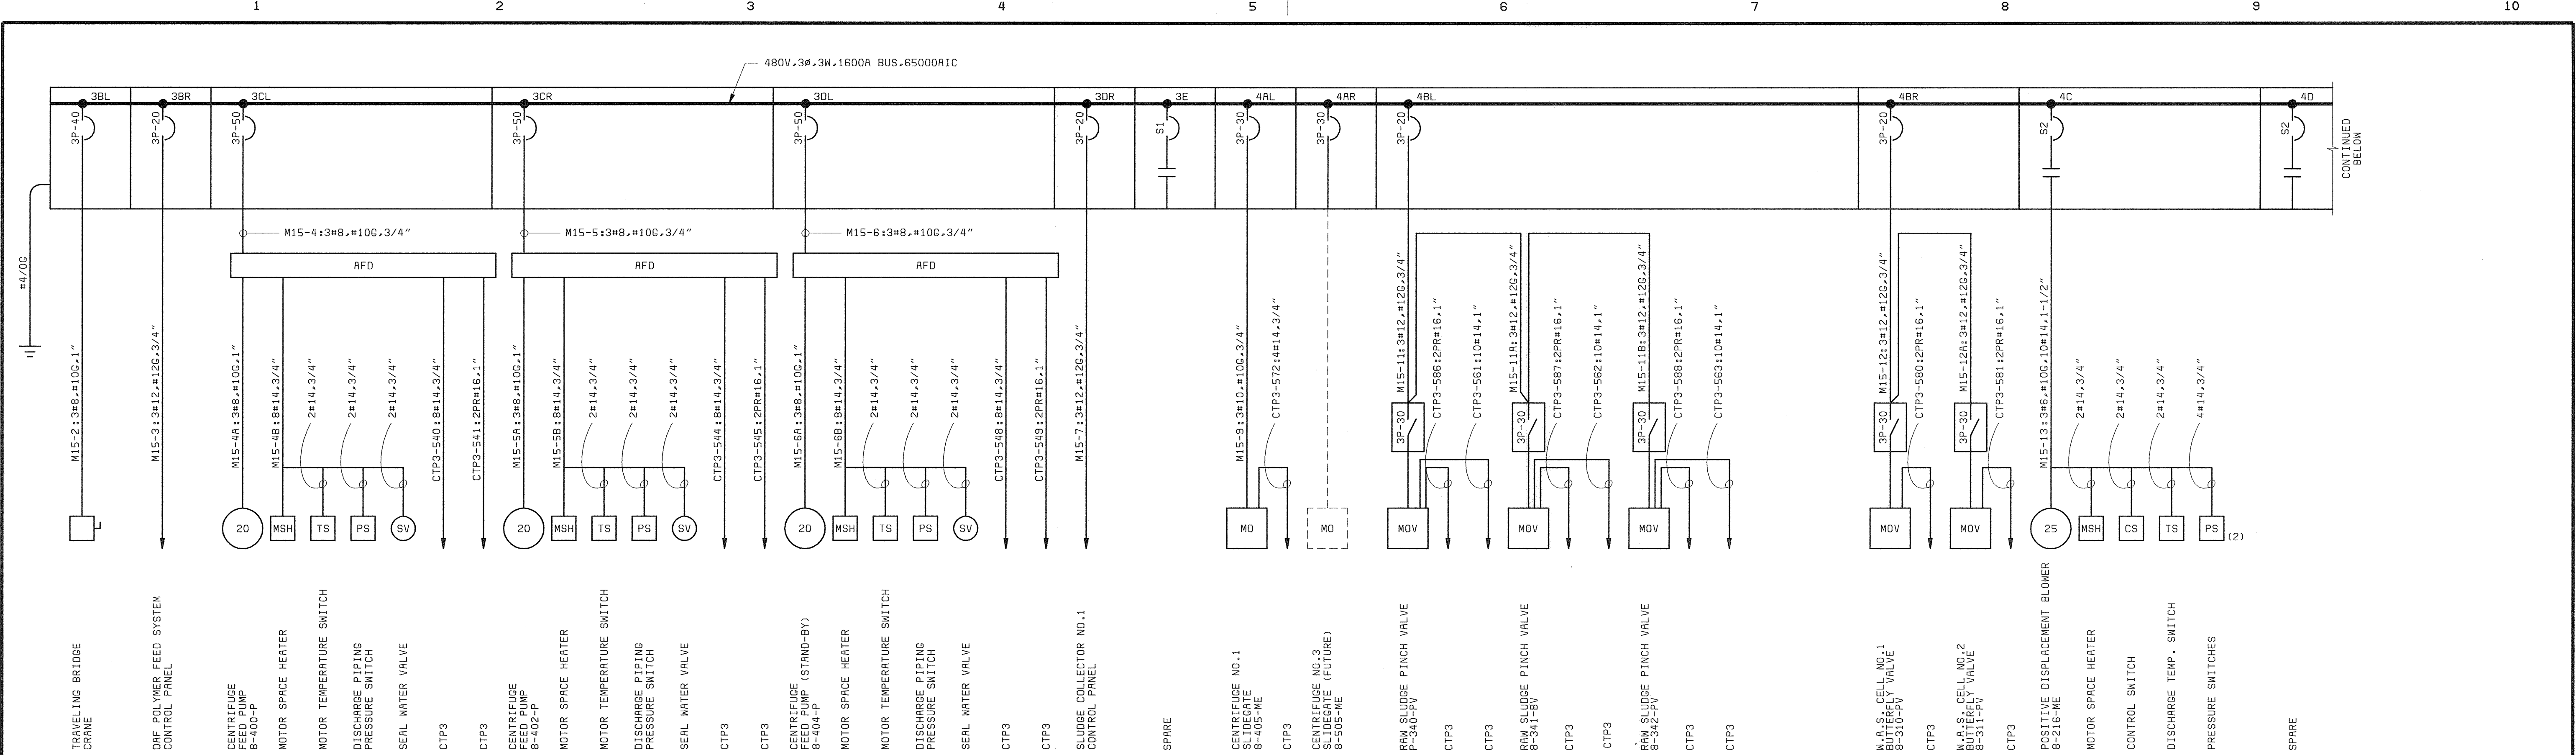 1 2 3 4 5 6 7 8 9 10
480V,3Ø,3W,1600A BUS,65000AIC
3BL 3BR 3CL 3CR 3DL 3DR 3E 4AL 4AR 4BL 4BR 4C 4D
3P-40 3P-20 3P-50 3P-50 3P-50 3P-20 S1 3P-30 3P-30 3P-20 3P-20 S2 S2
CONTINUED
BELOW
#4/0G
M15-4:3#8,#10G,3/4"
M15-5:3#8,#10G,3/4"
M15-6:3#8,#10G,3/4"
AFD AFD AFD
M15-2:3#8,#10G,1"
M15-3:3#12,#12G,3/4"
M15-4A:3#8,#10G,1"
M15-4B:8#14,3/4"
2#14,3/4"
2#14,3/4"
2#14,3/4"
CTP3-540:8#14,3/4"
CTP3-541:2PR#16,1"
M15-5A:3#8,#10G,1"
M15-5B:8#14,3/4"
2#14,3/4"
2#14,3/4"
2#14,3/4"
CTP3-544:8#14,3/4"
CTP3-545:2PR#16,1"
M15-6A:3#8,#10G,1"
M15-6B:8#14,3/4"
2#14,3/4"
2#14,3/4"
2#14,3/4"
CTP3-548:8#14,3/4"
CTP3-549:2PR#16,1"
M15-7:3#12,#12G,3/4"
M15-9:3#10,#10G,3/4"
CTP3-572:4#14,3/4"
M15-11:3#12,#12G,3/4"
CTP3-586:2PR#16,1"
CTP3-561:10#14,1"
M15-11A:3#12,#12G,3/4"
CTP3-587:2PR#16,1"
CTP3-562:10#14,1"
M15-11B:3#12,#12G,3/4"
CTP3-588:2PR#16,1"
CTP3-563:10#14,1"
M15-12:3#12,#12G,3/4"
CTP3-580:2PR#16,1"
M15-12A:3#12,#12G,3/4"
CTP3-581:2PR#16,1"
M15-13:3#6,#10G,10#14,1-1/2"
2#14,3/4"
2#14,3/4"
2#14,3/4"
4#14,3/4"
3P-30 3P-30 3P-30 3P-30 3P-30
20 MSH TS PS SV 20 MSH TS PS SV 20 MSH TS PS SV MO MO MOV MOV MOV MOV MOV 25 MSH CS TS PS (2)
TRAVELING BRIDGE
CRANE
DAF POLYMER FEED SYSTEM
CONTROL PANEL
CENTRIFUGE
FEED PUMP
8-400-P
MOTOR SPACE HEATER
MOTOR TEMPERATURE SWITCH
DISCHARGE PIPING
PRESSURE SWITCH
SEAL WATER VALVE
CTP3
CTP3
CENTRIFUGE
FEED PUMP
8-402-P
MOTOR SPACE HEATER
MOTOR TEMPERATURE SWITCH
DISCHARGE PIPING
PRESSURE SWITCH
SEAL WATER VALVE
CTP3
CTP3
CENTRIFUGE
FEED PUMP (STAND-BY)
8-404-P
MOTOR SPACE HEATER
MOTOR TEMPERATURE SWITCH
DISCHARGE PIPING
PRESSURE SWITCH
SEAL WATER VALVE
CTP3
CTP3
SLUDGE COLLECTOR NO.1
CONTROL PANEL
SPARE
CENTRIFUGE NO.1
SLIDEGATE
8-405-ME
CTP3
CENTRIFUGE NO.3
SLIDEGATE (FUTURE)
8-505-ME
RAW SLUDGE PINCH VALVE
P-340-PV
CTP3
CTP3
RAW SLUDGE PINCH VALVE
8-341-BV
CTP3
CTP3
RAW SLUDGE PINCH VALVE
8-342-PV
CTP3
CTP3
W.A.S. CELL NO.1
BUTTERFLY VALVE
8-310-PV
CTP3
W.A.S. CELL NO.2
BUTTERFLY VALVE
8-311-PV
CTP3
POSITIVE DISPLACEMENT BLOWER
8-216-ME
MOTOR SPACE HEATER
CONTROL SWITCH
DISCHARGE TEMP. SWITCH
PRESSURE SWITCHES
SPARE